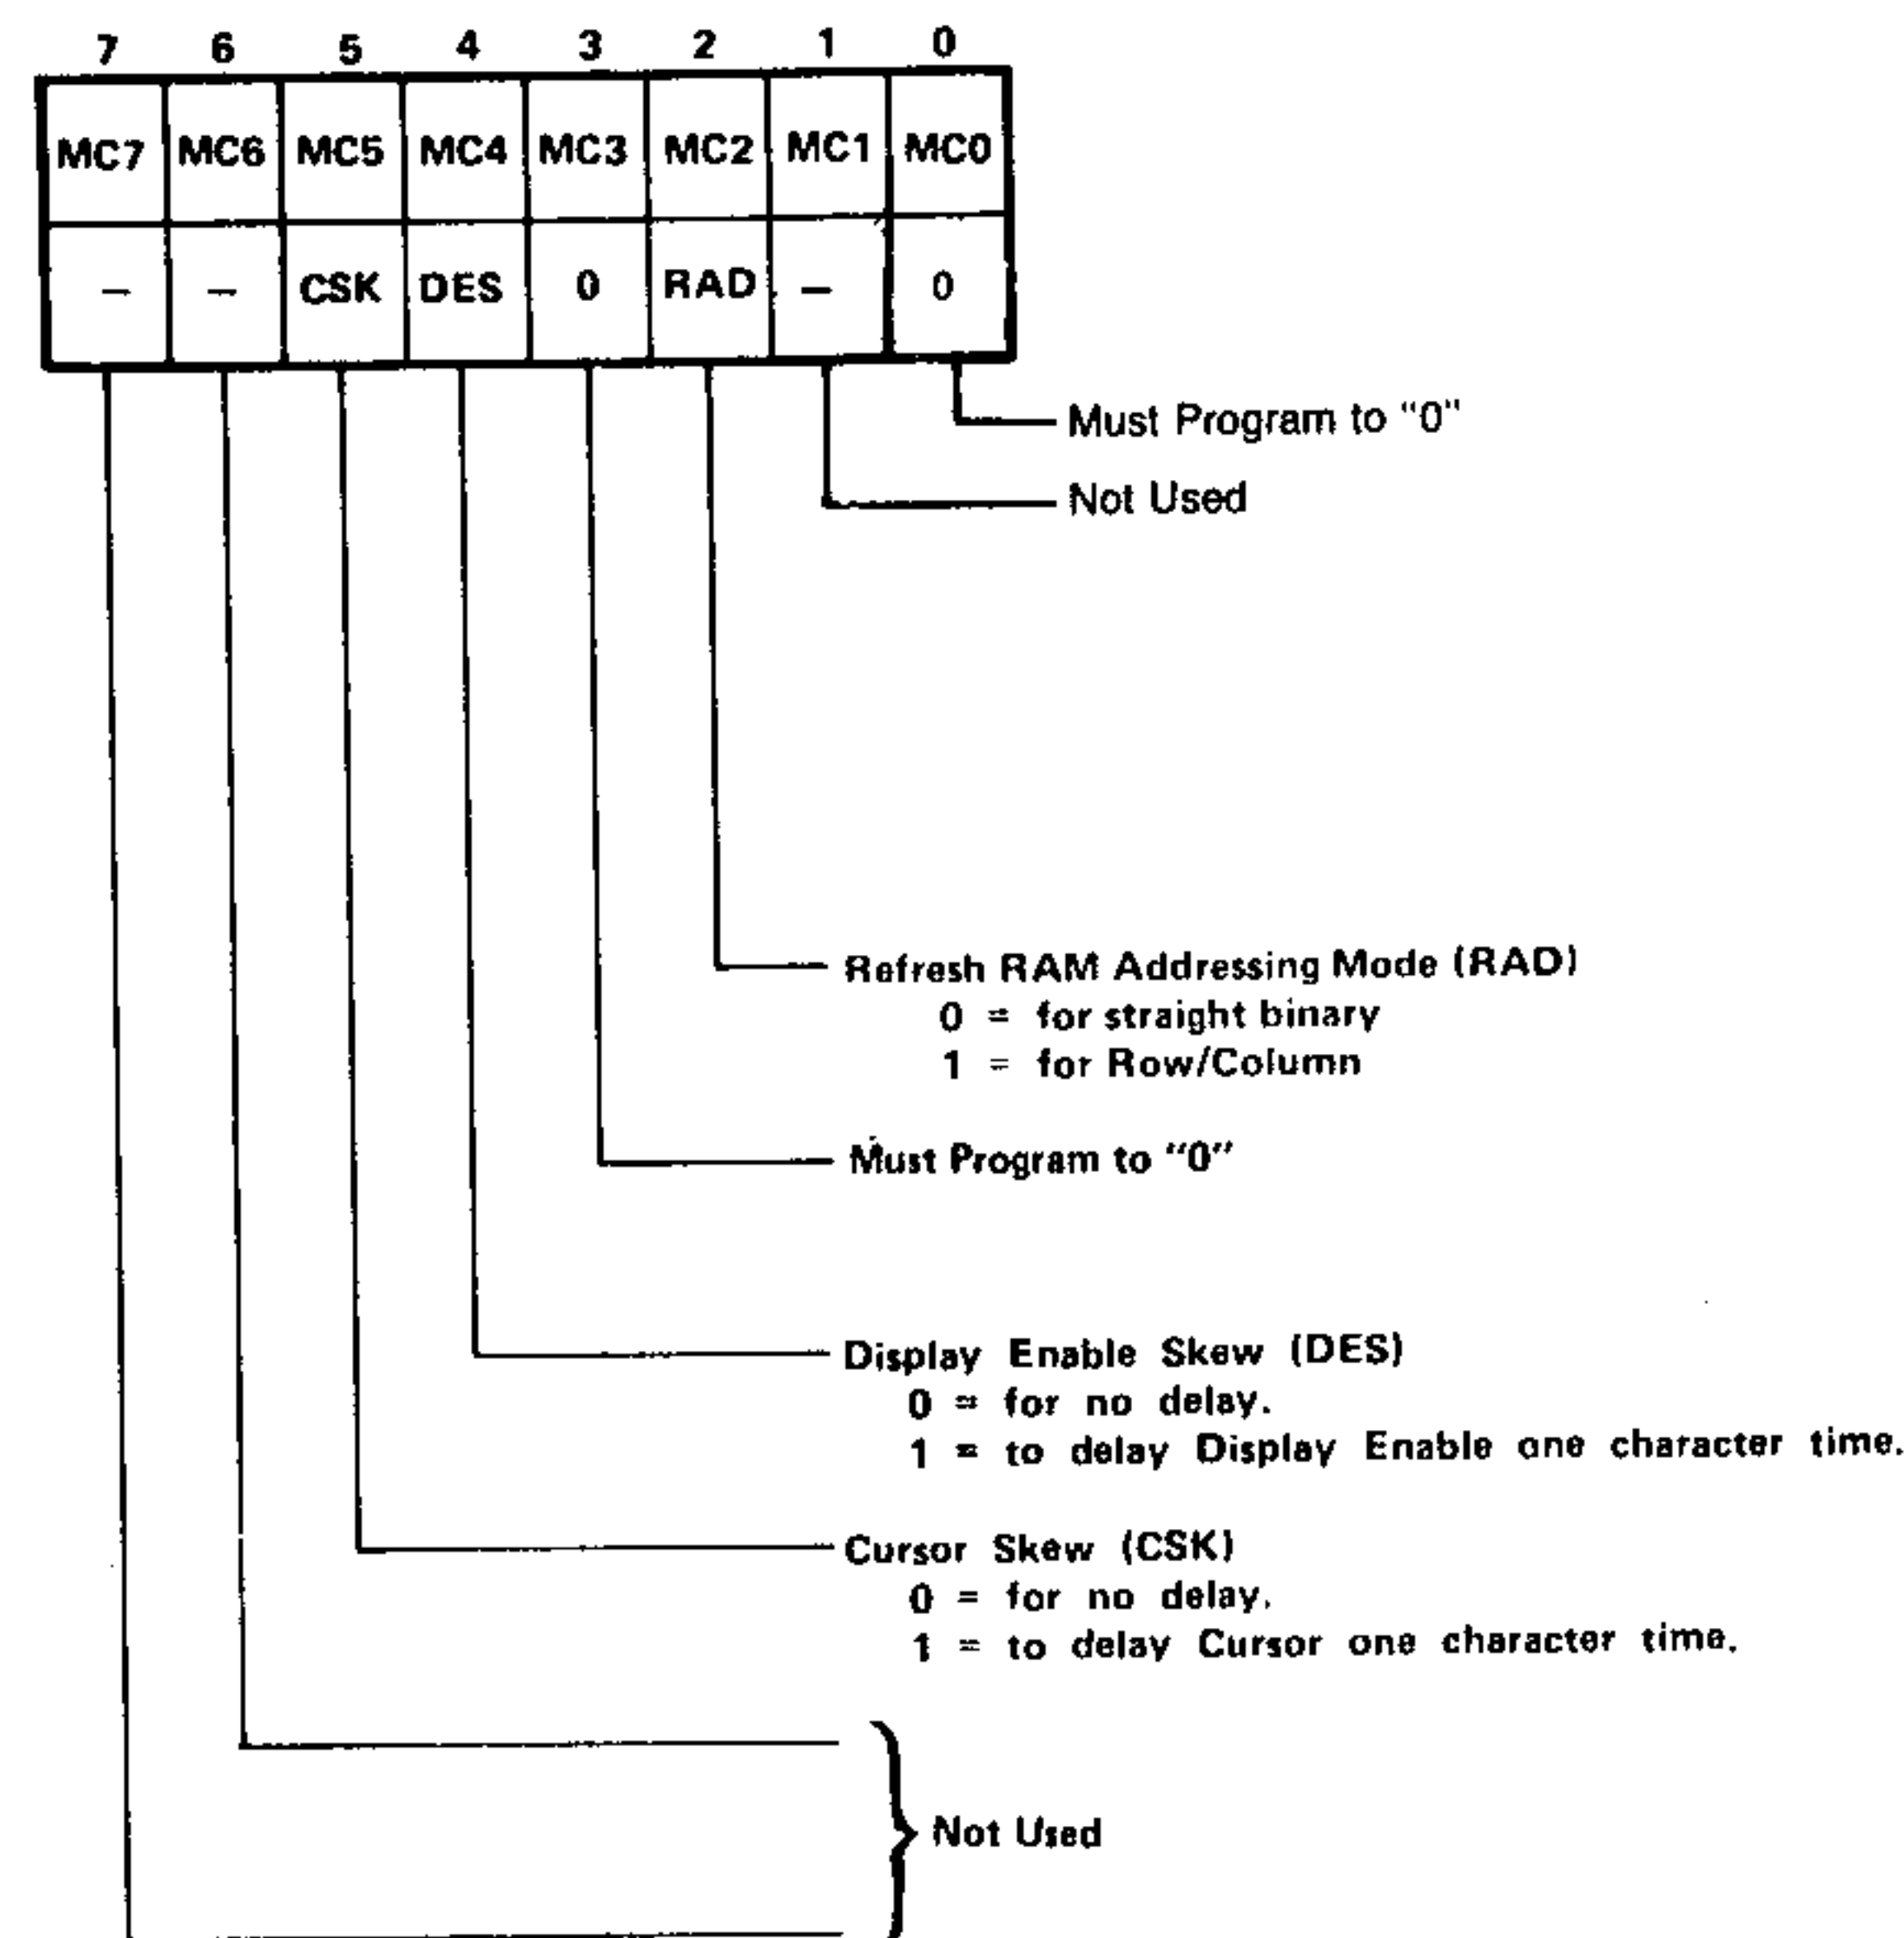 7 6 5 4 3 2 1 0
MC7 MC6 MC5 MC4 MC3 MC2 MC1 MC0
– – CSK DES 0 RAD – 0
Must Program to “0”
Not Used
Refresh RAM Addressing Mode (RAD)
0 = for straight binary
1 = for Row/Column
Must Program to “0”
Display Enable Skew (DES)
0 = for no delay.
1 = to delay Display Enable one character time.
Cursor Skew (CSK)
0 = for no delay.
1 = to delay Cursor one character time.
Not Used